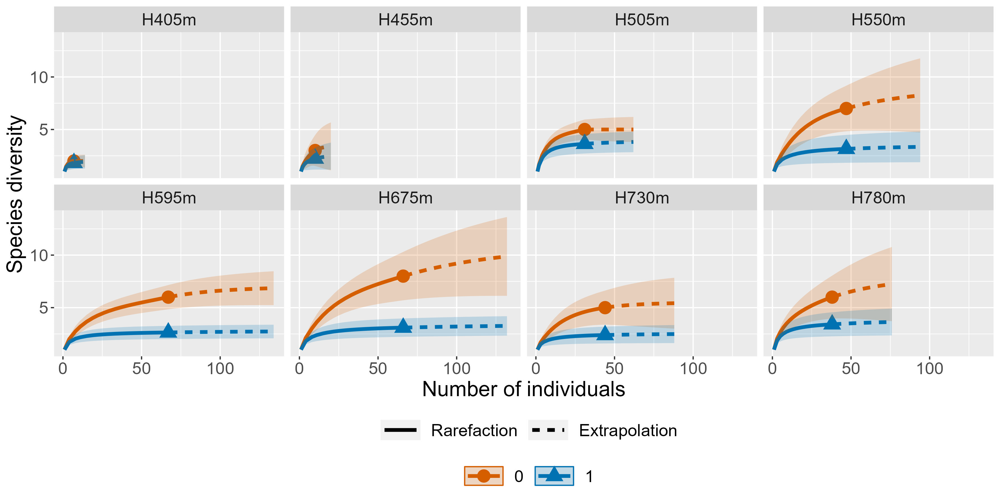 H405m H455m H505m H550m
10
5
H595m H675m H730m H780m
10
5
Species diversity
0 50 100 0 50 100 0 50 100 0 50 100
Number of individuals
Rarefaction Extrapolation
0 1